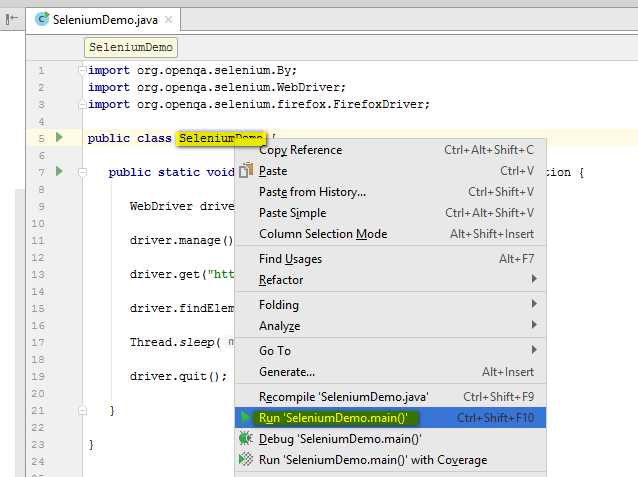 SeleniumDemo.java
SeleniumDemo
1 import org.openqa.selenium.By;
2 import org.openqa.selenium.WebDriver;
3 import org.openqa.selenium.firefox.FirefoxDriver;
4
5 public class SeleniumDemo {
6
7 public static void tion {
8
9 WebDriver drive
10
11 driver.manage()
12
13 driver.get("htt
14
15 driver.findElem
16
17 Thread.sleep(
18
19 driver.quit();
20
21 }
22
23 }
24
Copy Reference Ctrl+Alt+Shift+C
Paste Ctrl+V
Paste from History... Ctrl+Shift+V
Paste Simple Ctrl+Alt+Shift+V
Column Selection Mode Alt+Shift+Insert
Find Usages Alt+F7
Refactor
Folding
Analyze
Go To
Generate... Alt+Insert
Recompile 'SeleniumDemo.java' Ctrl+Shift+F9
Run 'SeleniumDemo.main()' Ctrl+Shift+F10
Debug 'SeleniumDemo.main()'
Run 'SeleniumDemo.main()' with Coverage